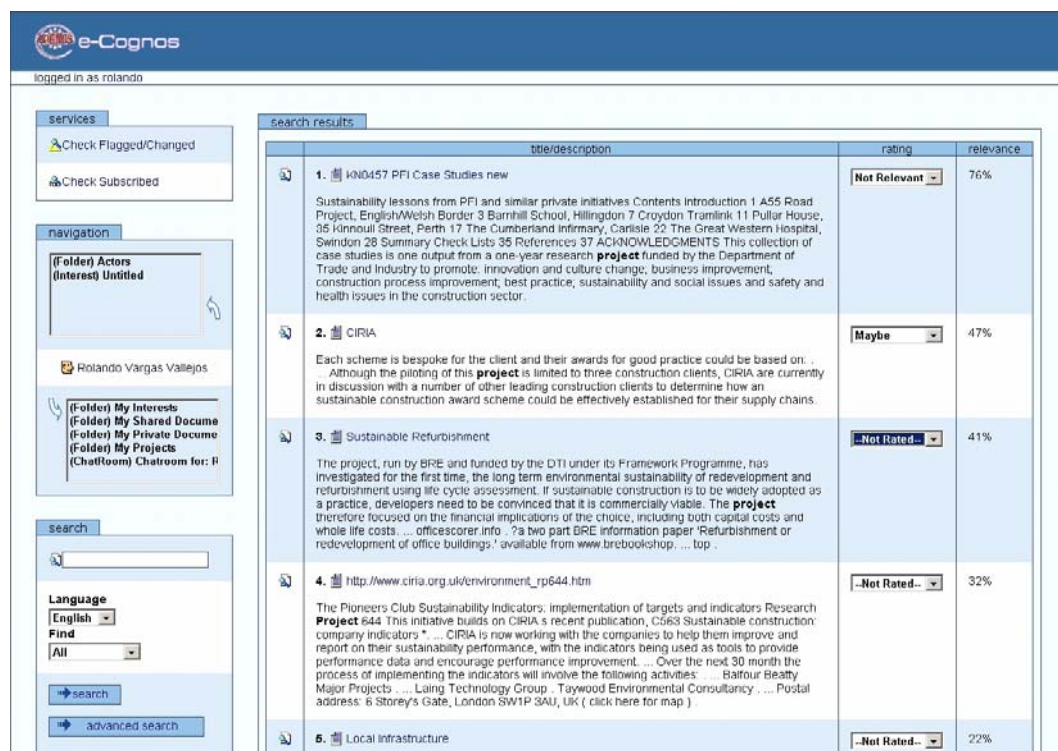 e-Cognos
logged in as rolando
services
Check Flagged/Changed
Check Subscribed
navigation
(Folder) Actors
(Interest) Untitled
Rolando Vargas Vallejos
(Folder) My Interests
(Folder) My Shared Docume
(Folder) My Private Docume
(Folder) My Projects
(ChatRoom) Chatroom for: R
search
Language
English
Find
All
search
advanced search
search results
title/description rating relevance
1. KN0457 PFI Case Studies new Not Relevant 76%
Sustainability lessons from PFI and similar private initiatives Contents Introduction 1 A55 Road
Project, English/Welsh Border 3 Barnhill School, Hillingdon 7 Croydon Tramlink 11 Pullar House,
35 Kinnoull Street, Perth 17 The Cumberland Infirmary, Carlisle 22 The Great Western Hospital,
Swindon 28 Summary Check Lists 35 References 37 ACKNOWLEDGMENTS This collection of
case studies is one output from a one-year research project funded by the Department of
Trade and Industry to promote: innovation and culture change; business improvement;
construction process improvement; best practice; sustainability and social issues and safety and
health issues in the construction sector.
2. CIRIA Maybe 47%
Each scheme is bespoke for the client and their awards for good practice could be based on: .
... Although the piloting of this project is limited to three construction clients, CIRIA are currently
in discussion with a number of other leading construction clients to determine how an
sustainable construction award scheme could be effectively established for their supply chains.
3. Sustainable Refurbishment --Not Rated-- 41%
The project, run by BRE and funded by the DTI under its Framework Programme, has
investigated for the first time, the long term environmental sustainability of redevelopment and
refurbishment using life cycle assessment. If sustainable construction is to be widely adopted as
a practice, developers need to be convinced that it is commercially viable. The project
therefore focused on the financial implications of the choice, including both capital costs and
whole life costs. ... officescorer.info . ?a two part BRE information paper 'Refurbishment or
redevelopment of office buildings.' available from www.brebookshop. ... top .
4. http://www.ciria.org.uk/environment_rp644.htm --Not Rated-- 32%
The Pioneers Club Sustainability Indicators: implementation of targets and indicators Research
Project 644 This initiative builds on CIRIA s recent publication, C563 Sustainable construction:
company indicators *. ... CIRIA is now working with the companies to help them improve and
report on their sustainability performance, with the indicators being used as tools to provide
performance data and encourage performance improvement. ... Over the next 30 month the
process of implementing the indicators will involve the following activities: . ... Balfour Beatty
Major Projects . ... Laing Technology Group . Taywood Environmental Consultancy . ... Postal
address: 6 Storey's Gate, London SW1P 3AU, UK ( click here for map ) .
5. Local Infrastructure --Not Rated-- 22%